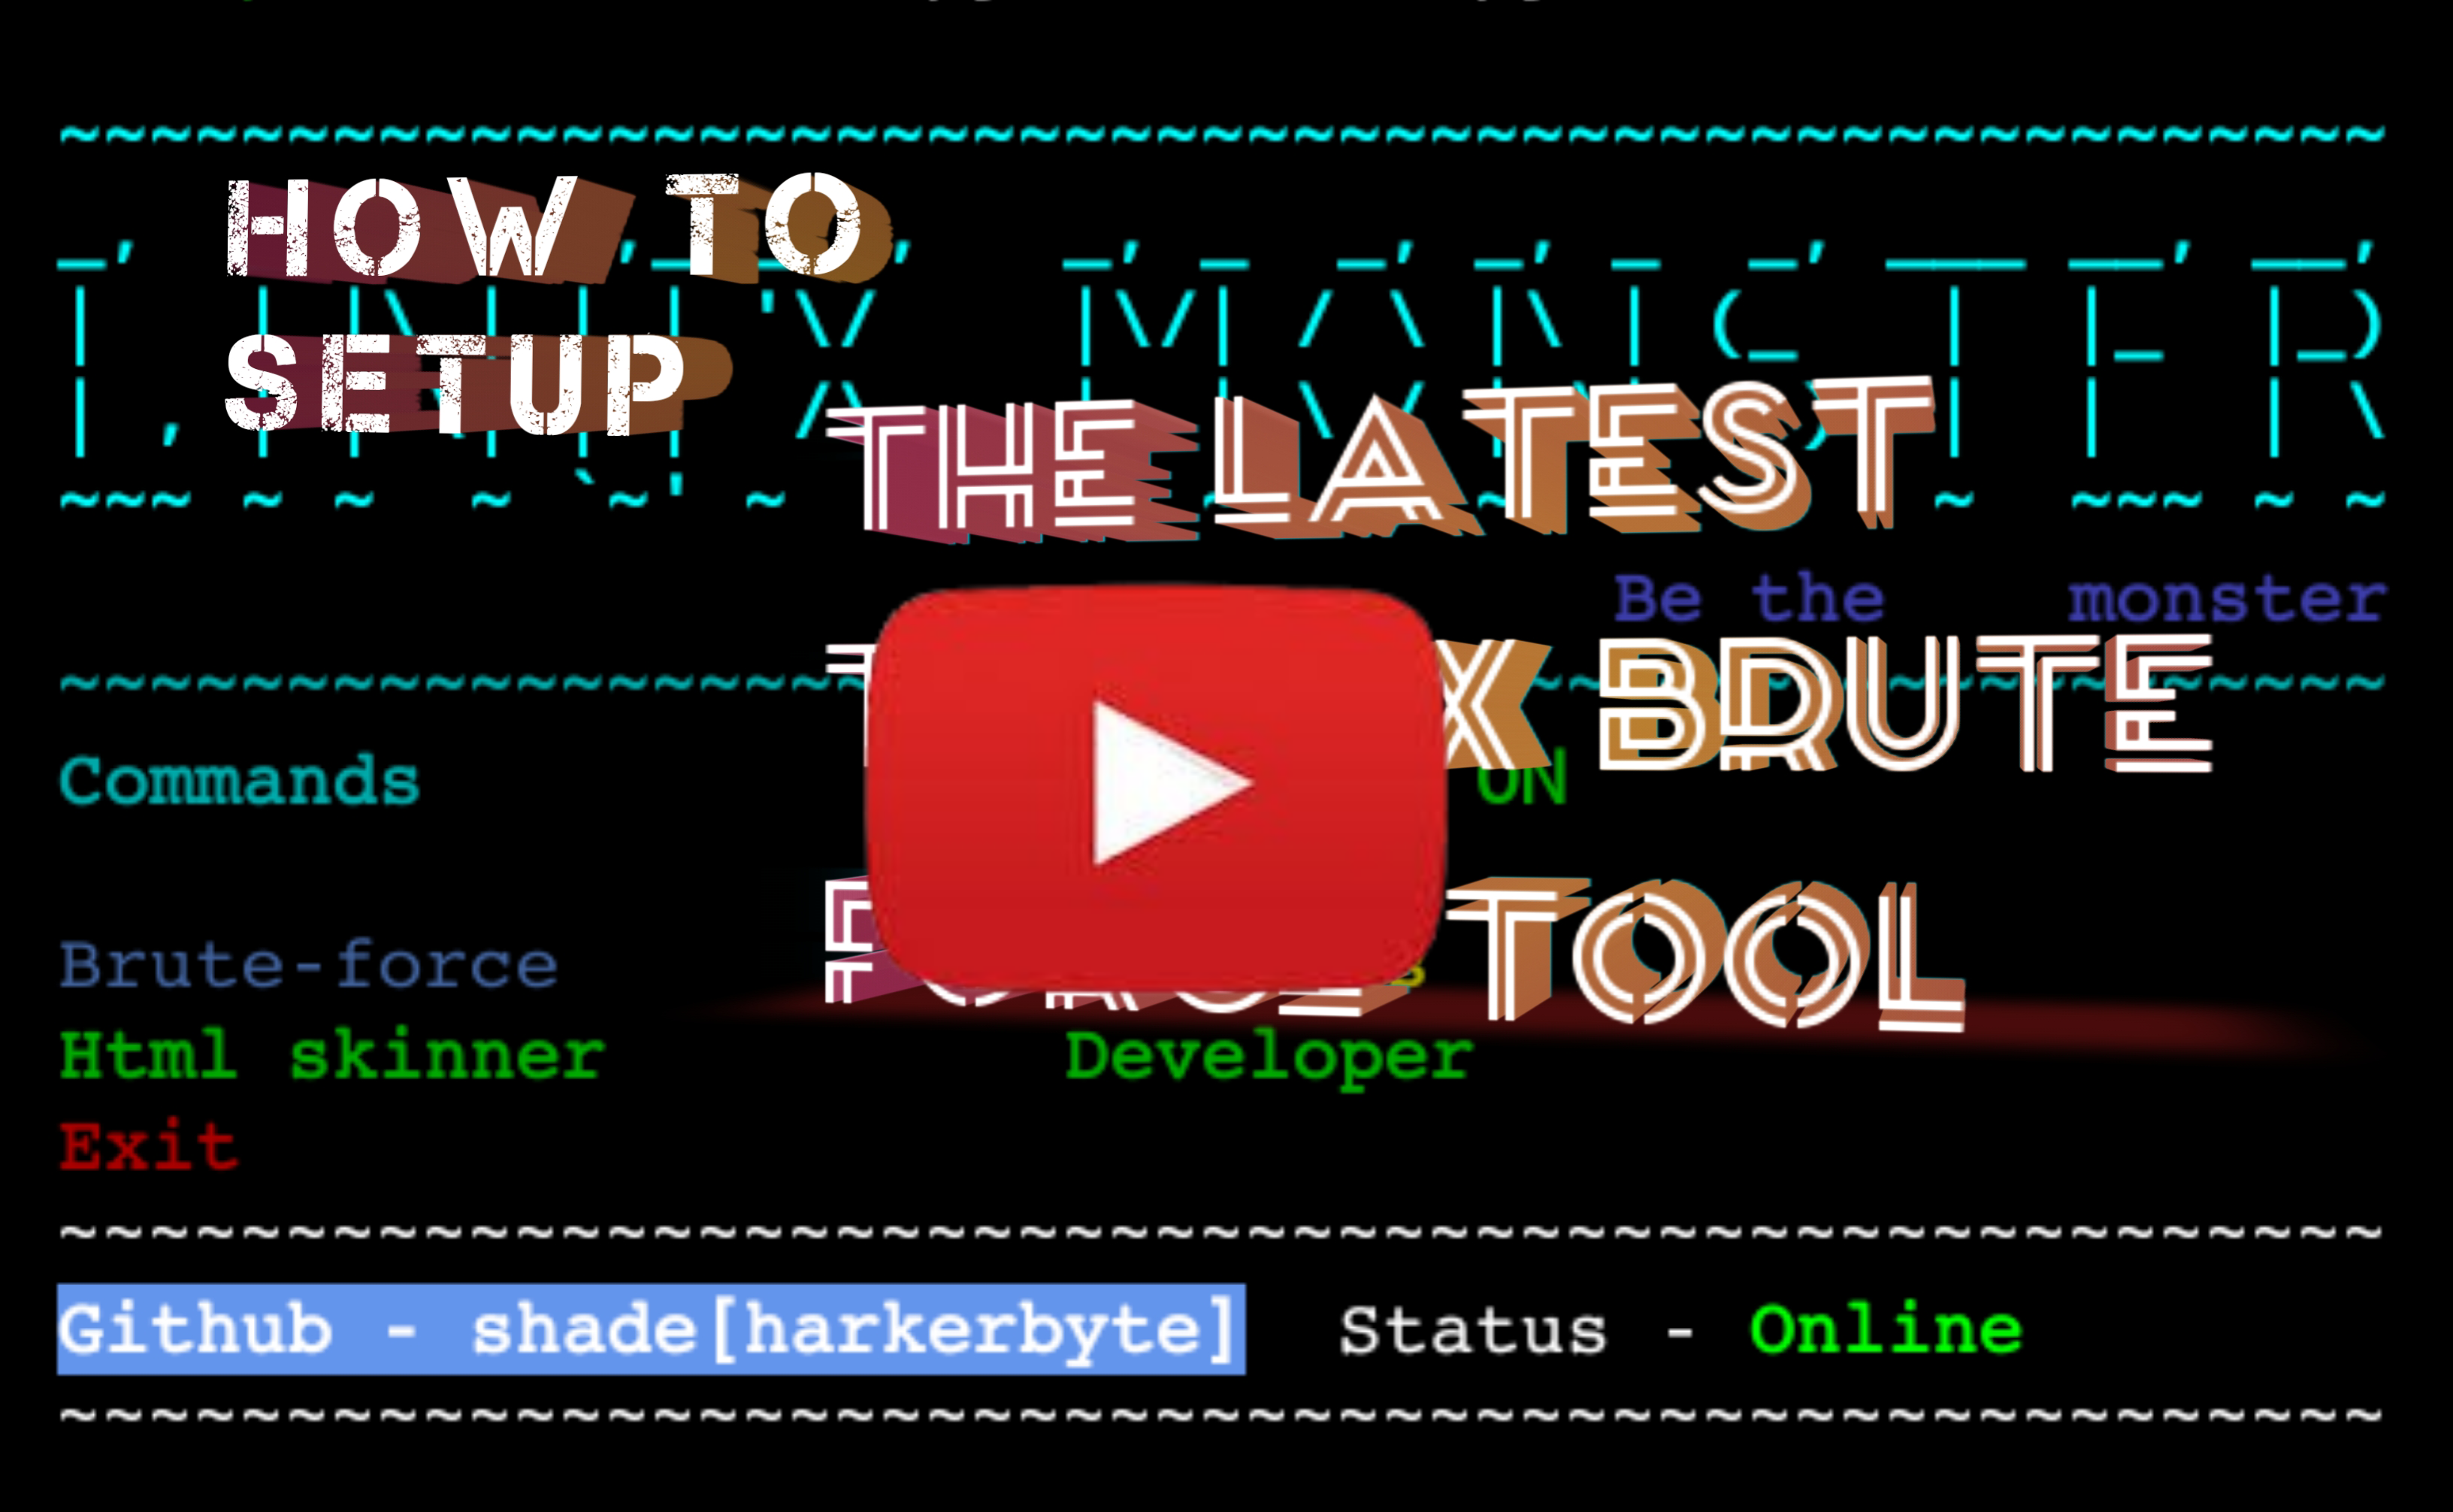 HOW TO
SETUP
THE LATEST
Be the monster
X BRUTE
Commands
ON
FORCE TOOL
Brute-force
Html skinner
Developer
Exit
Github - shade[harkerbyte]
Status - Online